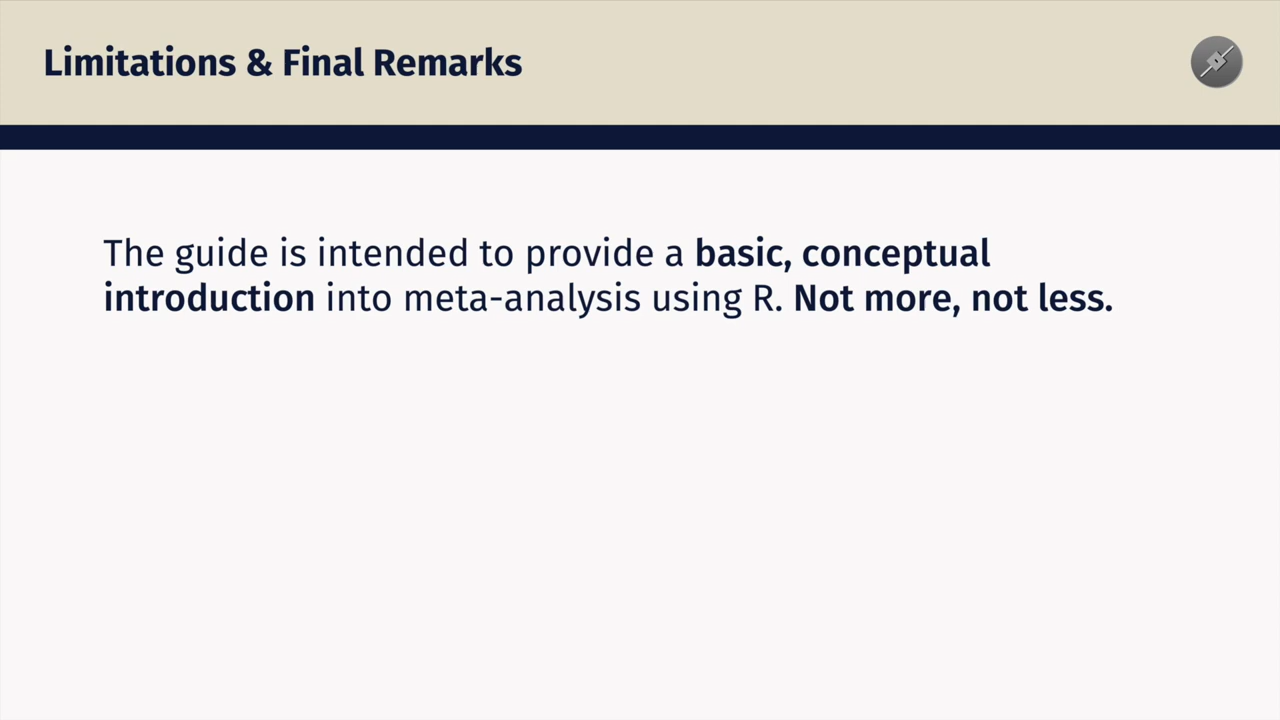 Limitations & Final Remarks
The guide is intended to provide a basic, conceptual
introduction into meta-analysis using R. Not more, not less.